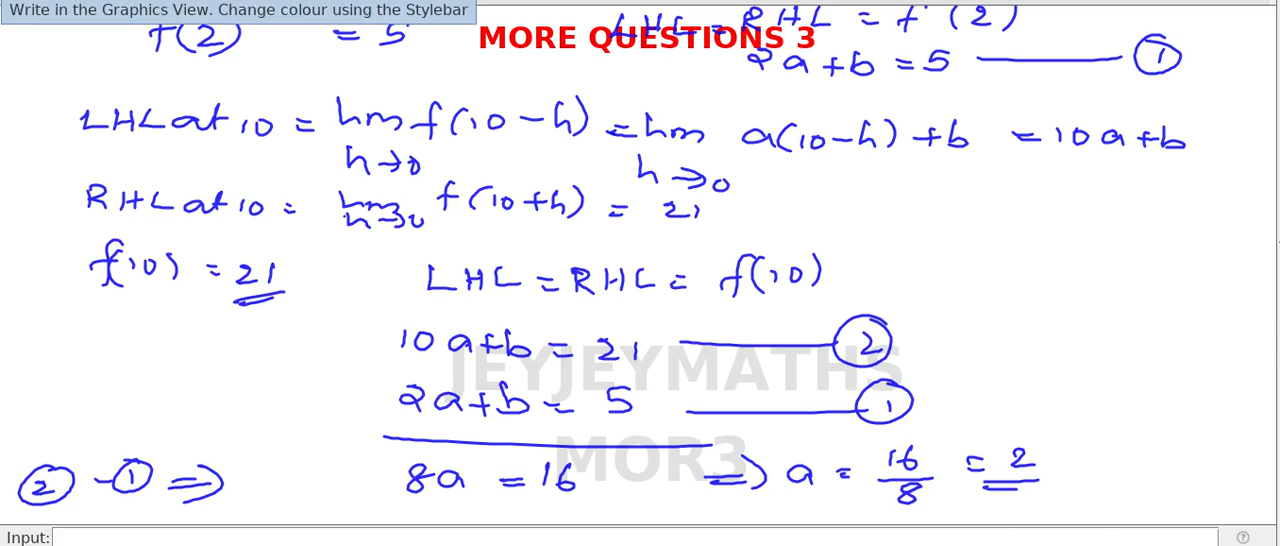 Write in the Graphics View. Change colour using the Stylebar
f(2) = 5
LHL = RHL = f(2)
MORE QUESTIONS 3
2a+b = 5 ——— ①
LHL at 10 = lim f(10-h) = lim a(10-h) + b = 10a+b
h→0 h→0
RHL at 10 = lim f(10+h) = 21
h→0
f(10) = 21
LHL = RHL = f(10)
10a+b = 21 ——— ②
JEYJEYMATHS
2a+b = 5 ——— ①
MOR3
② - ① ⇒ 8a = 16 ⇒ a = 16/8 = 2
Input: